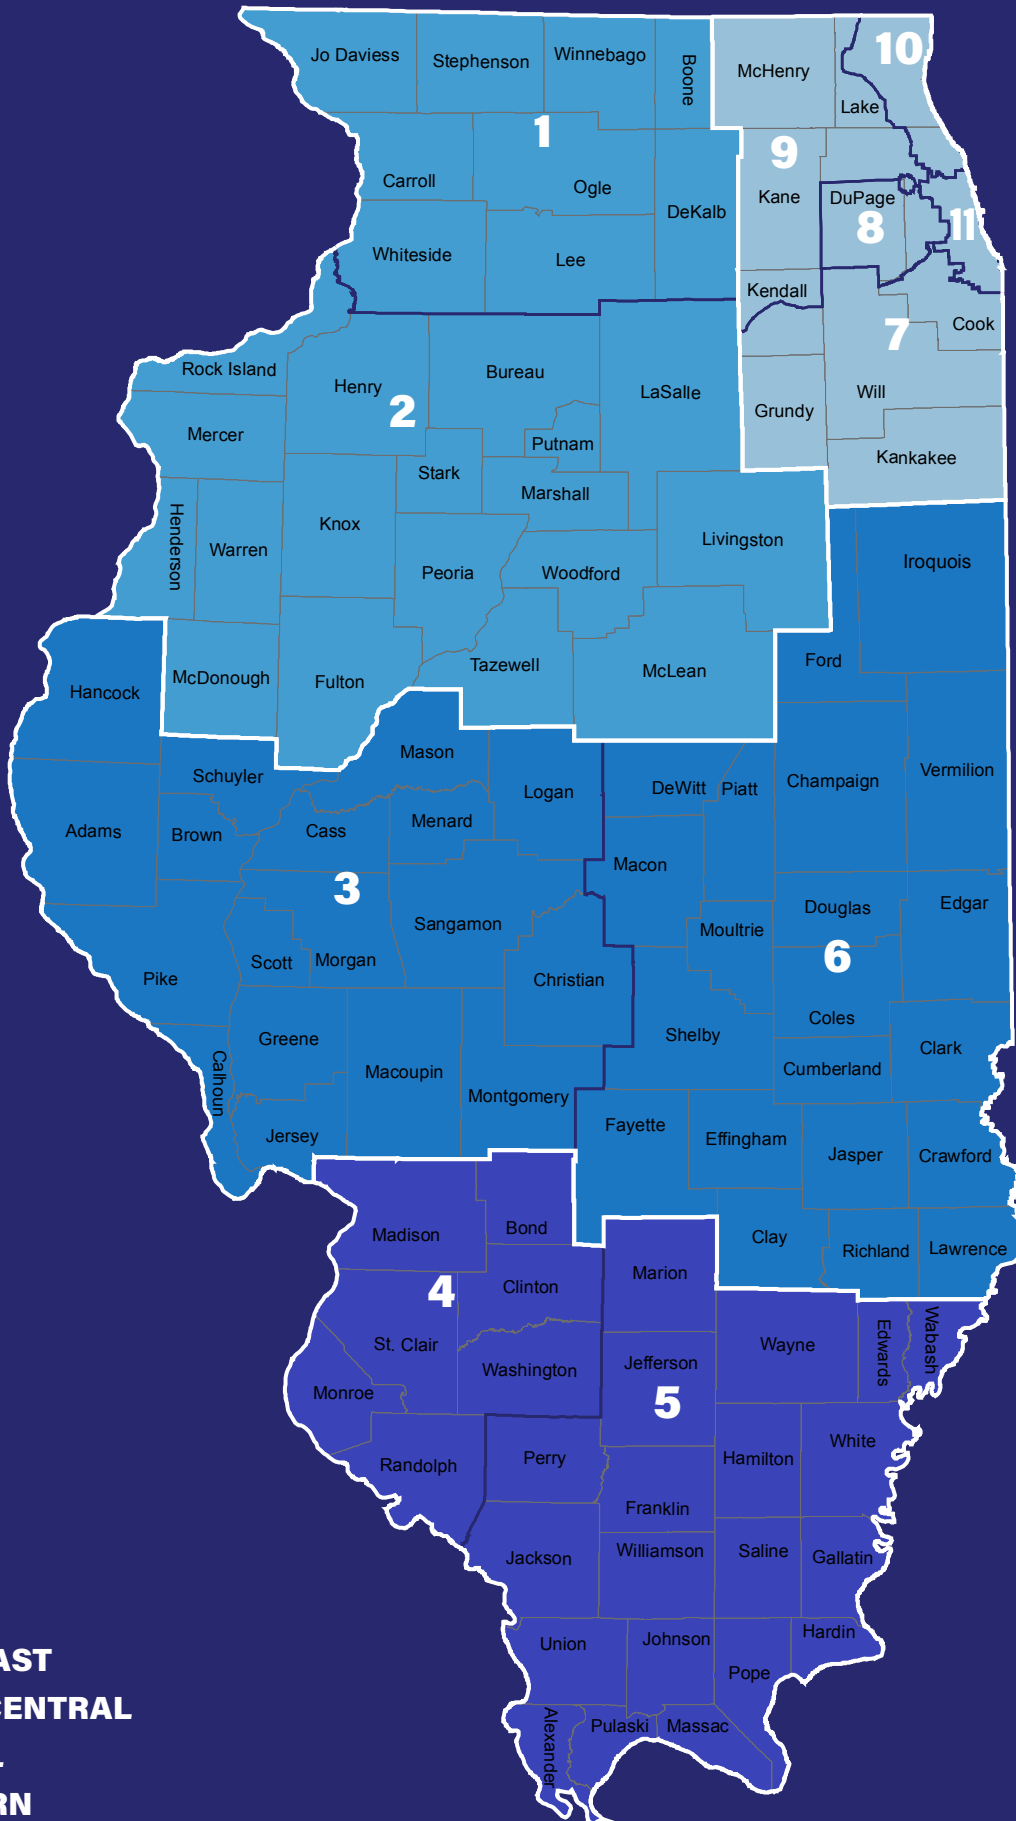 10
Jo Daviess
Stephenson
Winnebago
Boone
McHenry
Lake
1
9
Carroll
Ogle
DeKalb
Kane
DuPage
8
11
Whiteside
Lee
Kendall
7
Cook
Rock Island
Henry
2
Bureau
LaSalle
Will
Grundy
Mercer
Putnam
Kankakee
Stark
Marshall
Henderson
Warren
Knox
Peoria
Woodford
Livingston
Iroquois
McDonough
Fulton
Tazewell
McLean
Ford
Hancock
Mason
Schuyler
Logan
DeWitt
Piatt
Champaign
Vermilion
Adams
Brown
Cass
Menard
Macon
3
Sangamon
Moultrie
Douglas
Edgar
Pike
Scott
Morgan
Christian
6
Greene
Shelby
Coles
Clark
Calhoun
Macoupin
Montgomery
Cumberland
Jersey
Fayette
Effingham
Jasper
Crawford
Madison
Bond
Clay
Richland
Lawrence
4
Clinton
Marion
St. Clair
Washington
Jefferson
Wayne
Edwards
Wabash
Monroe
5
Randolph
Perry
Hamilton
White
Franklin
Jackson
Williamson
Saline
Gallatin
Union
Johnson
Hardin
Pope
Alexander
Pulaski
Massac
AST
CENTRAL
RN